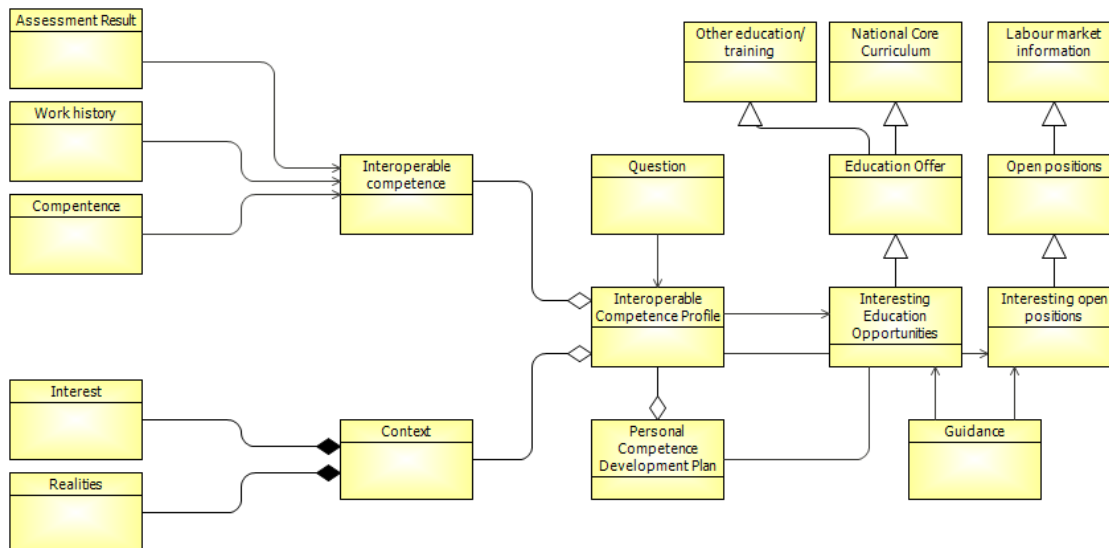 Assessment Result
Work history
Compentence
Interest
Realities
Interoperable
competence
Context
Question
Interoperable
Competence Profile
Personal
Competence
Development Plan
Other education/
training
National Core
Curriculum
Labour market
information
Education Offer
Open positions
Interesting
Education
Opportunities
Interesting open
positions
Guidance